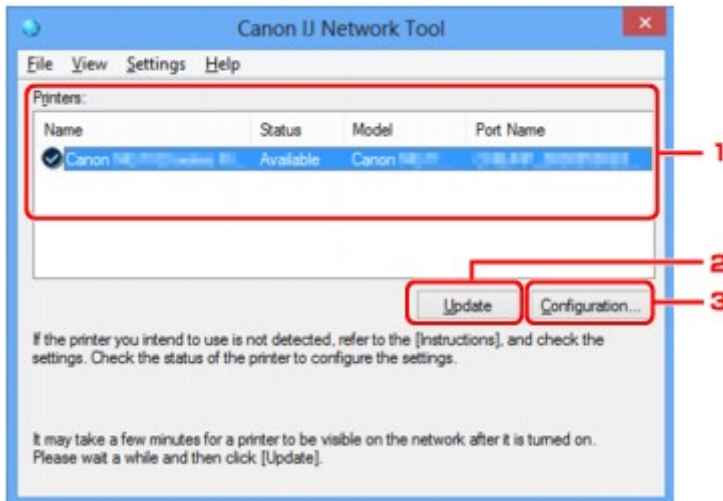 Canon IJ Network Tool
File View Settings Help
Printers:
Name Status Model Port Name
Canon Available Canon
1
2
Update Configuration...
3
If the printer you intend to use is not detected, refer to the [Instructions], and check the
settings. Check the status of the printer to configure the settings.
It may take a few minutes for a printer to be visible on the network after it is turned on.
Please wait a while and then click [Update].